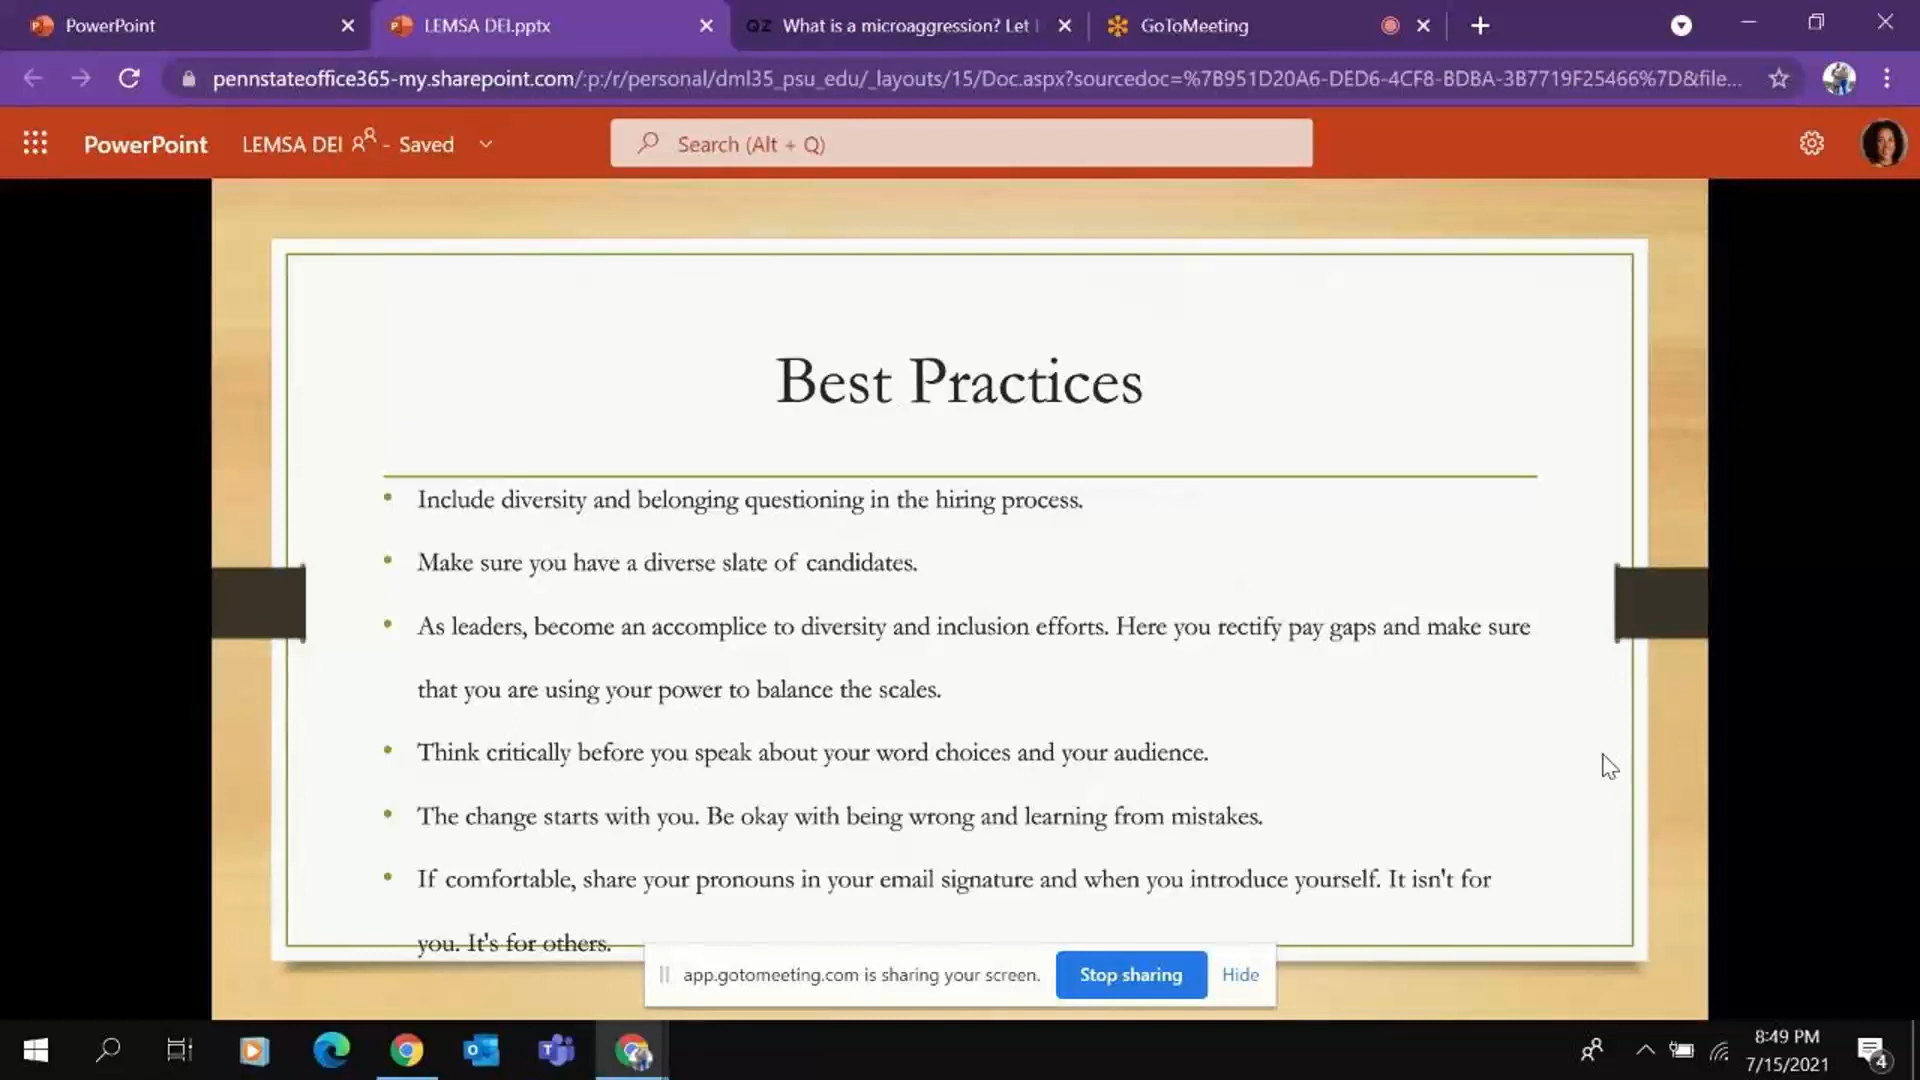 PowerPoint
LEMSA DEI.pptx
QZ What is a microaggression? Let
GoToMeeting
pennstateoffice365-my.sharepoint.com/:p:/r/personal/dml35_psu_edu/_layouts/15/Doc.aspx?sourcedoc=%7B951D20A6-DED6-4CF8-BDBA-3B7719F25466%7D&file...
PowerPoint
LEMSA DEI - Saved
Search (Alt + Q)
Best Practices
• Include diversity and belonging questioning in the hiring process.
• Make sure you have a diverse slate of candidates.
• As leaders, become an accomplice to diversity and inclusion efforts. Here you rectify pay gaps and make sure
that you are using your power to balance the scales.
• Think critically before you speak about your word choices and your audience.
• The change starts with you. Be okay with being wrong and learning from mistakes.
• If comfortable, share your pronouns in your email signature and when you introduce yourself. It isn't for
you. It's for others.
app.gotomeeting.com is sharing your screen.
Stop sharing
Hide
8:49 PM
7/15/2021
4